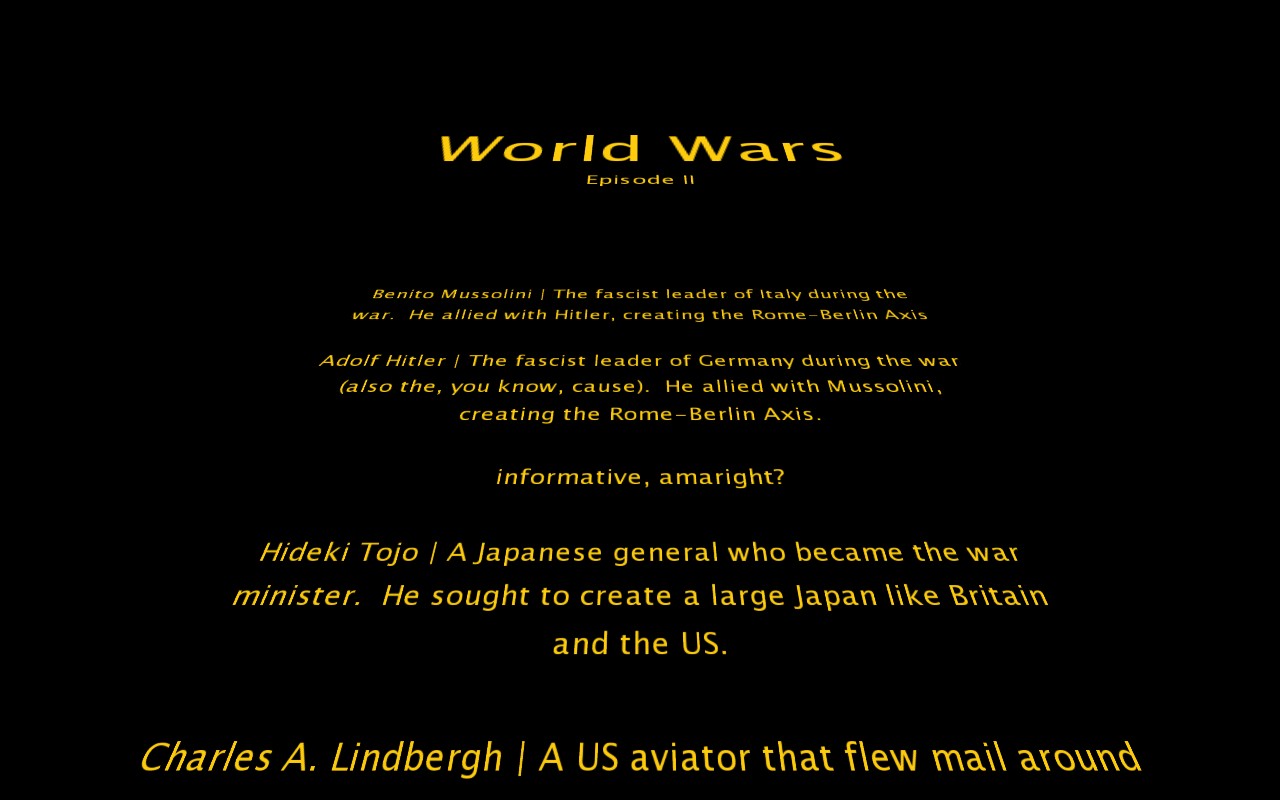 World Wars
Episode II
Benito Mussolini | The fascist leader of Italy during the
war.  He allied with Hitler, creating the Rome-Berlin Axis
Adolf Hitler | The fascist leader of Germany during the war
(also the, you know, cause).  He allied with Mussolini,
creating the Rome-Berlin Axis.
informative, amaright?
Hideki Tojo | A Japanese general who became the war
minister.  He sought to create a large Japan like Britain
and the US.
Charles A. Lindbergh | A US aviator that flew mail around